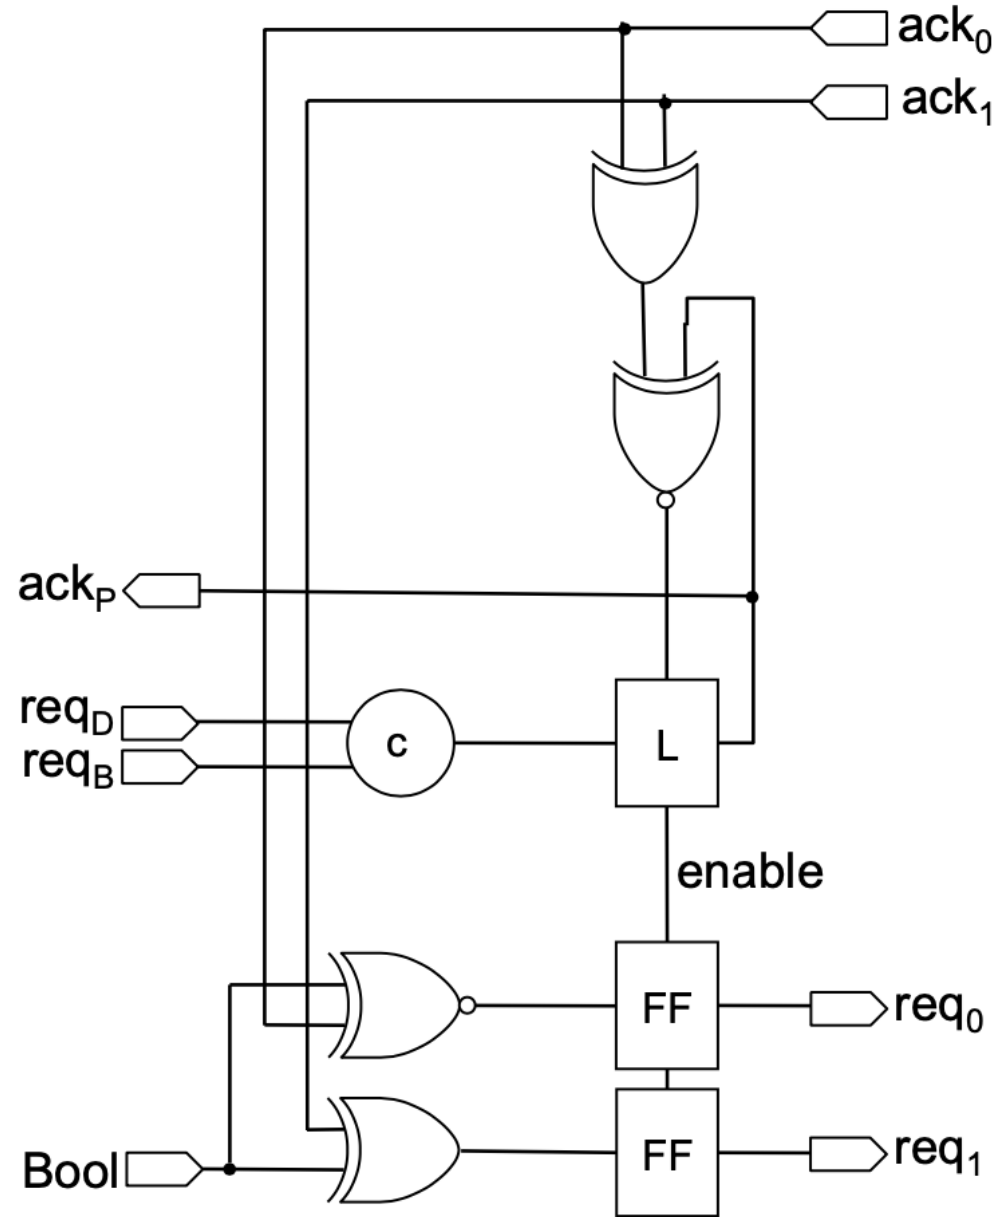 ack₀
ack₁
ackP
reqD
c
L
reqB
enable
FF
req₀
Bool
FF
req₁